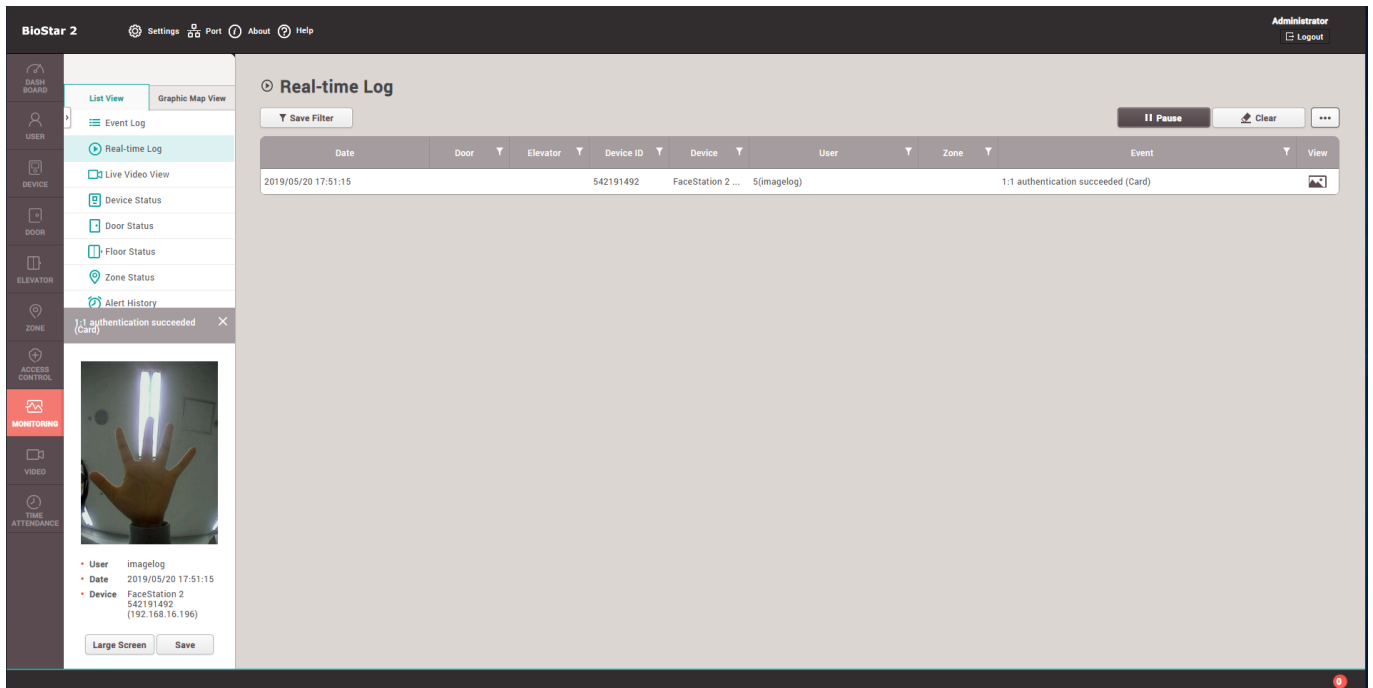 BioStar 2
Settings Port About Help
Administrator
Logout
DASH
BOARD
USER
DEVICE
DOOR
ELEVATOR
ZONE
ACCESS
CONTROL
MONITORING
VIDEO
TIME
ATTENDANCE
List View Graphic Map View
Event Log
Real-time Log
Live Video View
Device Status
Door Status
Floor Status
Zone Status
Alert History
1:1 authentication succeeded
(Card)
• User imagelog
• Date 2019/05/20 17:51:15
• Device FaceStation 2
542191492
(192.168.16.196)
Large Screen Save
Real-time Log
Save Filter Pause Clear ...
Date Door Elevator Device ID Device User Zone Event View
2019/05/20 17:51:15 542191492 FaceStation 2 ... 5(imagelog) 1:1 authentication succeeded (Card)
0